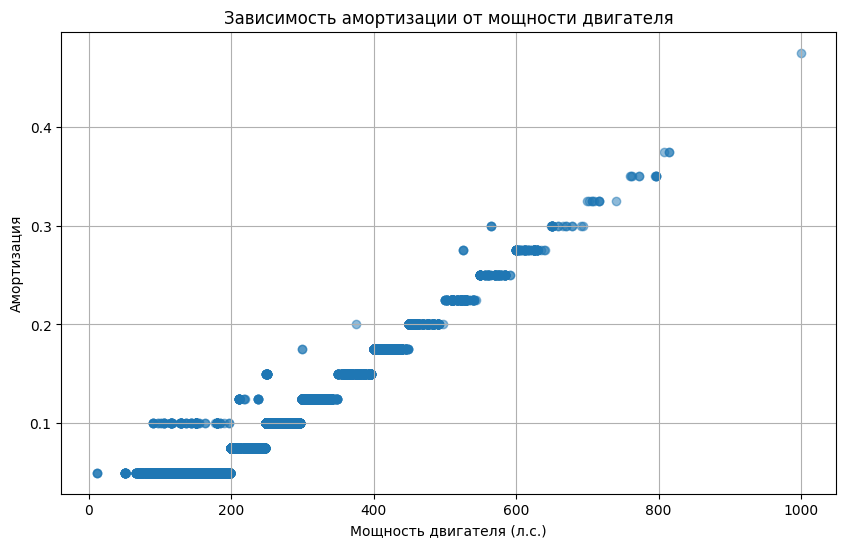 Зависимость амортизации от мощности двигателя
Амортизация
0.4
0.3
0.2
0.1
0 200 400 600 800 1000
Мощность двигателя (л.с.)